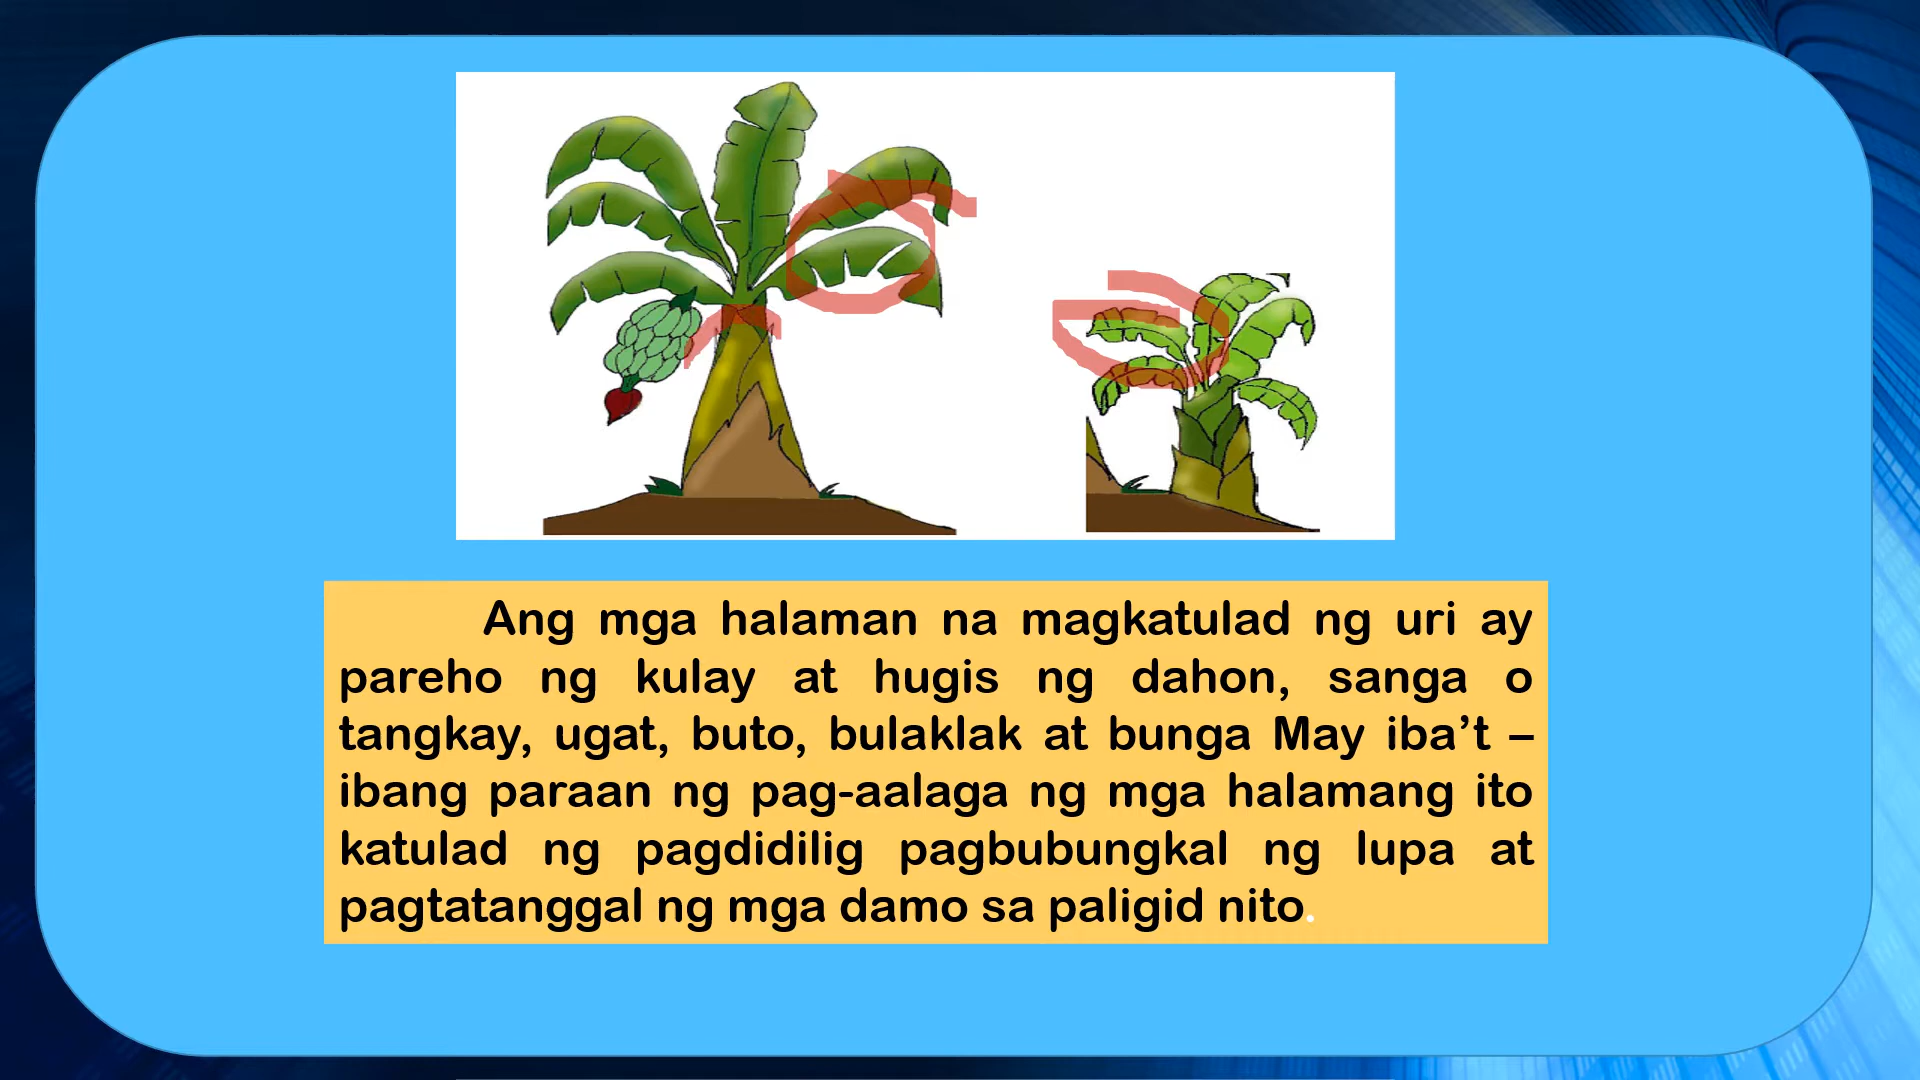 Ang mga halaman na magkatulad ng uri ay
pareho ng kulay at hugis ng dahon, sanga o
tangkay, ugat, buto, bulaklak at bunga May iba’t –
ibang paraan ng pag-aalaga ng mga halamang ito
katulad ng pagdidilig pagbubungkal ng lupa at
pagtatanggal ng mga damo sa paligid nito.